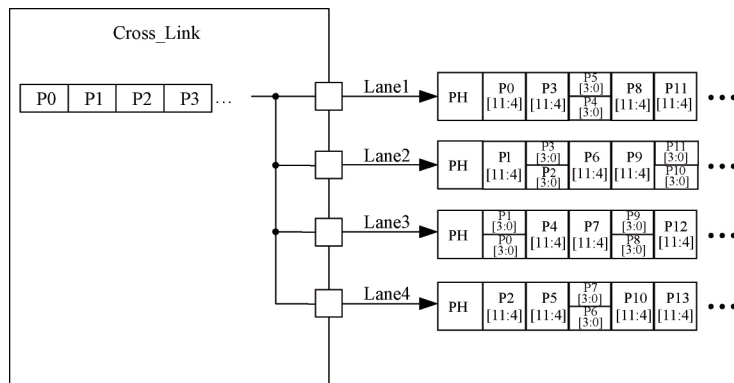 Cross_Link
P0 P1 P2 P3 ...
Lane1
PH P0 [11:4] P3 [11:4] P5 [3:0] P4 [3:0] P8 [11:4] P11 [11:4] •••
Lane2
PH P1 [11:4] P3 [3:0] P2 [3:0] P6 [11:4] P9 [11:4] P11 [3:0] P10 [3:0] •••
Lane3
PH P1 [3:0] P0 [3:0] P4 [11:4] P7 [11:4] P9 [3:0] P8 [3:0] P12 [11:4] •••
Lane4
PH P2 [11:4] P5 [11:4] P7 [3:0] P6 [3:0] P10 [11:4] P13 [11:4] •••